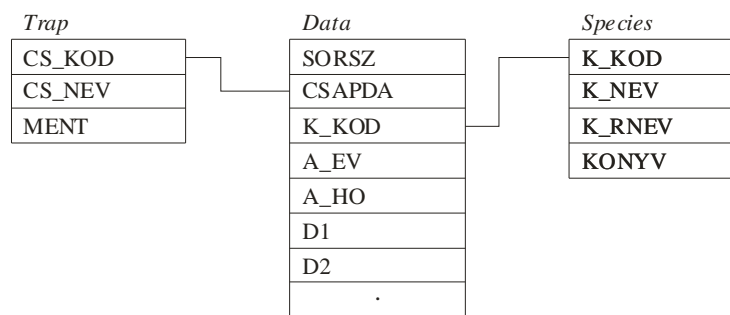 Trap
CS_KOD
CS_NEV
MENT
Data
SORSZ
CSAPDA
K_KOD
A_EV
A_HO
D1
D2
.
Species
K_KOD
K_NEV
K_RNEV
KONYV